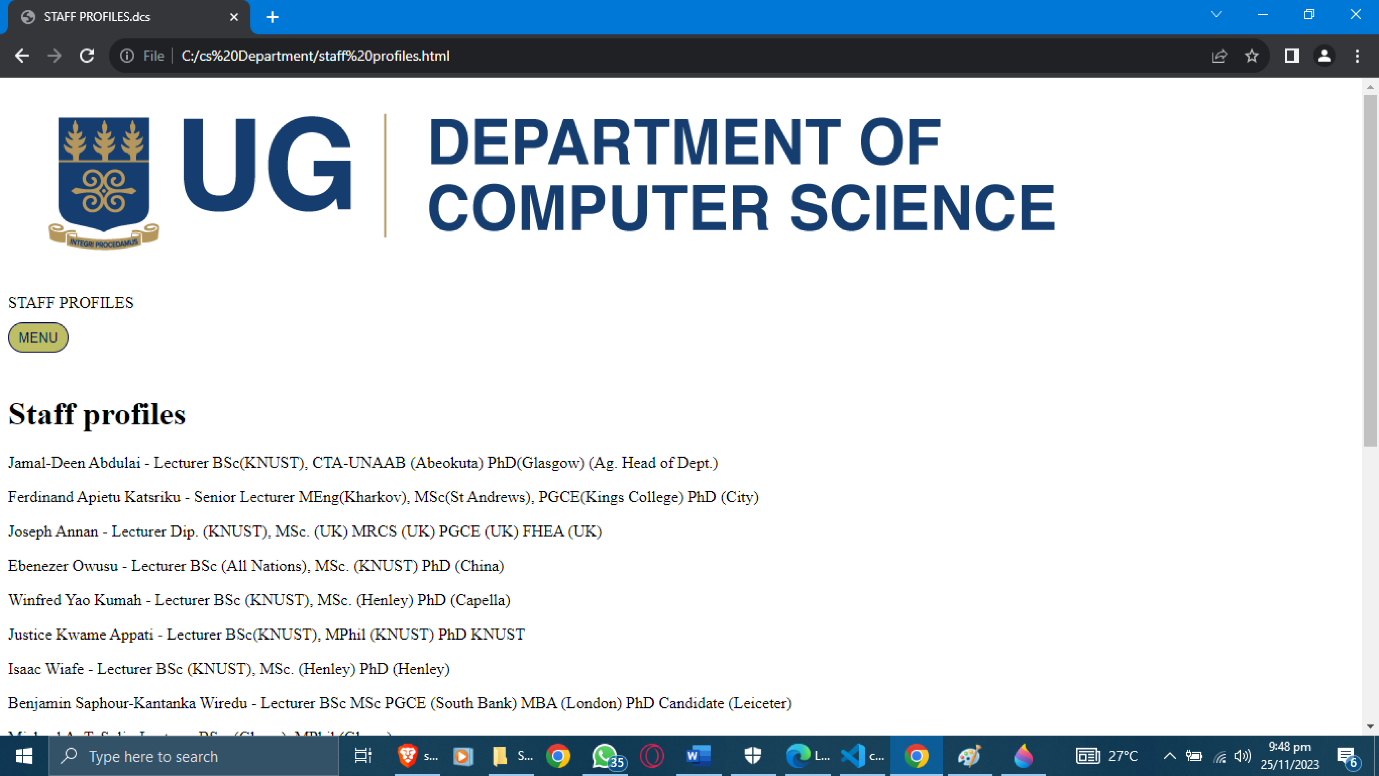 STAFF PROFILES.dcs
File C:/cs%20Department/staff%20profiles.html
UG
DEPARTMENT OF
COMPUTER SCIENCE
INTEGRI PROCEDAMUS
STAFF PROFILES
MENU
Staff profiles
Jamal-Deen Abdulai - Lecturer BSc(KNUST), CTA-UNAAB (Abeokuta) PhD(Glasgow) (Ag. Head of Dept.)
Ferdinand Apietu Katsriku - Senior Lecturer MEng(Kharkov), MSc(St Andrews), PGCE(Kings College) PhD (City)
Joseph Annan - Lecturer Dip. (KNUST), MSc. (UK) MRCS (UK) PGCE (UK) FHEA (UK)
Ebenezer Owusu - Lecturer BSc (All Nations), MSc. (KNUST) PhD (China)
Winfred Yao Kumah - Lecturer BSc (KNUST), MSc. (Henley) PhD (Capella)
Justice Kwame Appati - Lecturer BSc(KNUST), MPhil (KNUST) PhD KNUST
Isaac Wiafe - Lecturer BSc (KNUST), MSc. (Henley) PhD (Henley)
Benjamin Saphour-Kantanka Wiredu - Lecturer BSc MSc PGCE (South Bank) MBA (London) PhD Candidate (Leiceter)
Type here to search
s...
S...
35
L...
c...
27°C
9:48 pm
25/11/2023
6